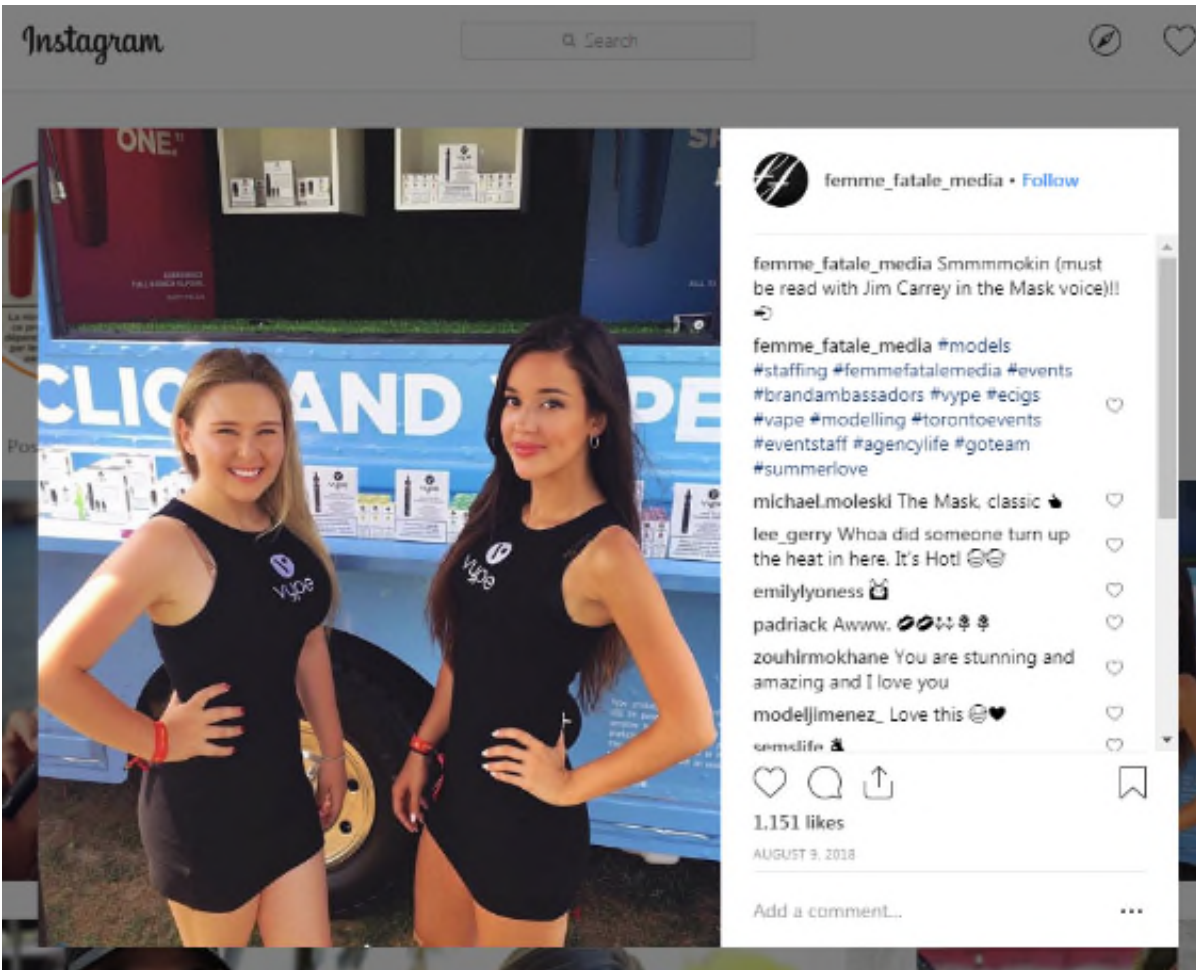 Instagram
Search
ONE."
CLIC AND PE
vype
vype
femme_fatale_media • Follow
femme_fatale_media Smmmmokin (must
be read with Jim Carrey in the Mask voice)!!
femme_fatale_media #models
#staffing #femmefatalemedia #events
#brandambassadors #vype #ecigs
#vape #modelling #torontoevents
#eventstaff #agencylife #goteam
#summerlove
michael.moleski The Mask, classic
lee_gerry Whoa did someone turn up
the heat in here. It's Hot!
emilylyoness
padriack Awww.
zouhirmokhane You are stunning and
amazing and I love you
modeljimenez_ Love this
semslife
1,151 likes
AUGUST 9, 2018
Add a comment...